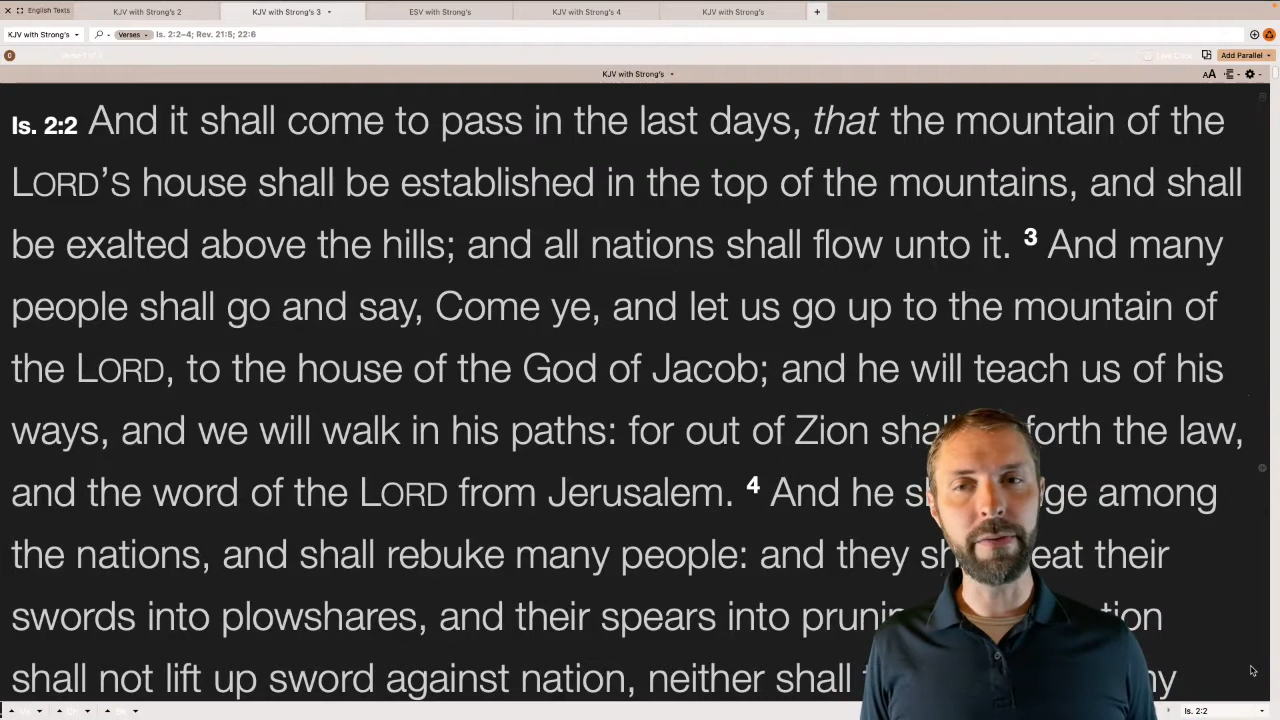 English Texts KJV with Strong's 2 KJV with Strong's 3 ESV with Strong's KJV with Strong's 4 KJV with Strong's
KJV with Strong's Verses Is. 2:2–4; Rev. 21:5; 22:6
0 Add Parallel
KJV with Strong's AA
Is. 2:2 And it shall come to pass in the last days, that the mountain of the
LORD’S house shall be established in the top of the mountains, and shall
be exalted above the hills; and all nations shall flow unto it. 3 And many
people shall go and say, Come ye, and let us go up to the mountain of
the LORD, to the house of the God of Jacob; and he will teach us of his
ways, and we will walk in his paths: for out of Zion forth the law,
and the word of the LORD from Jerusalem. 4 And he among
the nations, and shall rebuke many people: and they their
swords into plowshares, and their spears into
shall not lift up sword against nation, neither shall
Is. 2:2